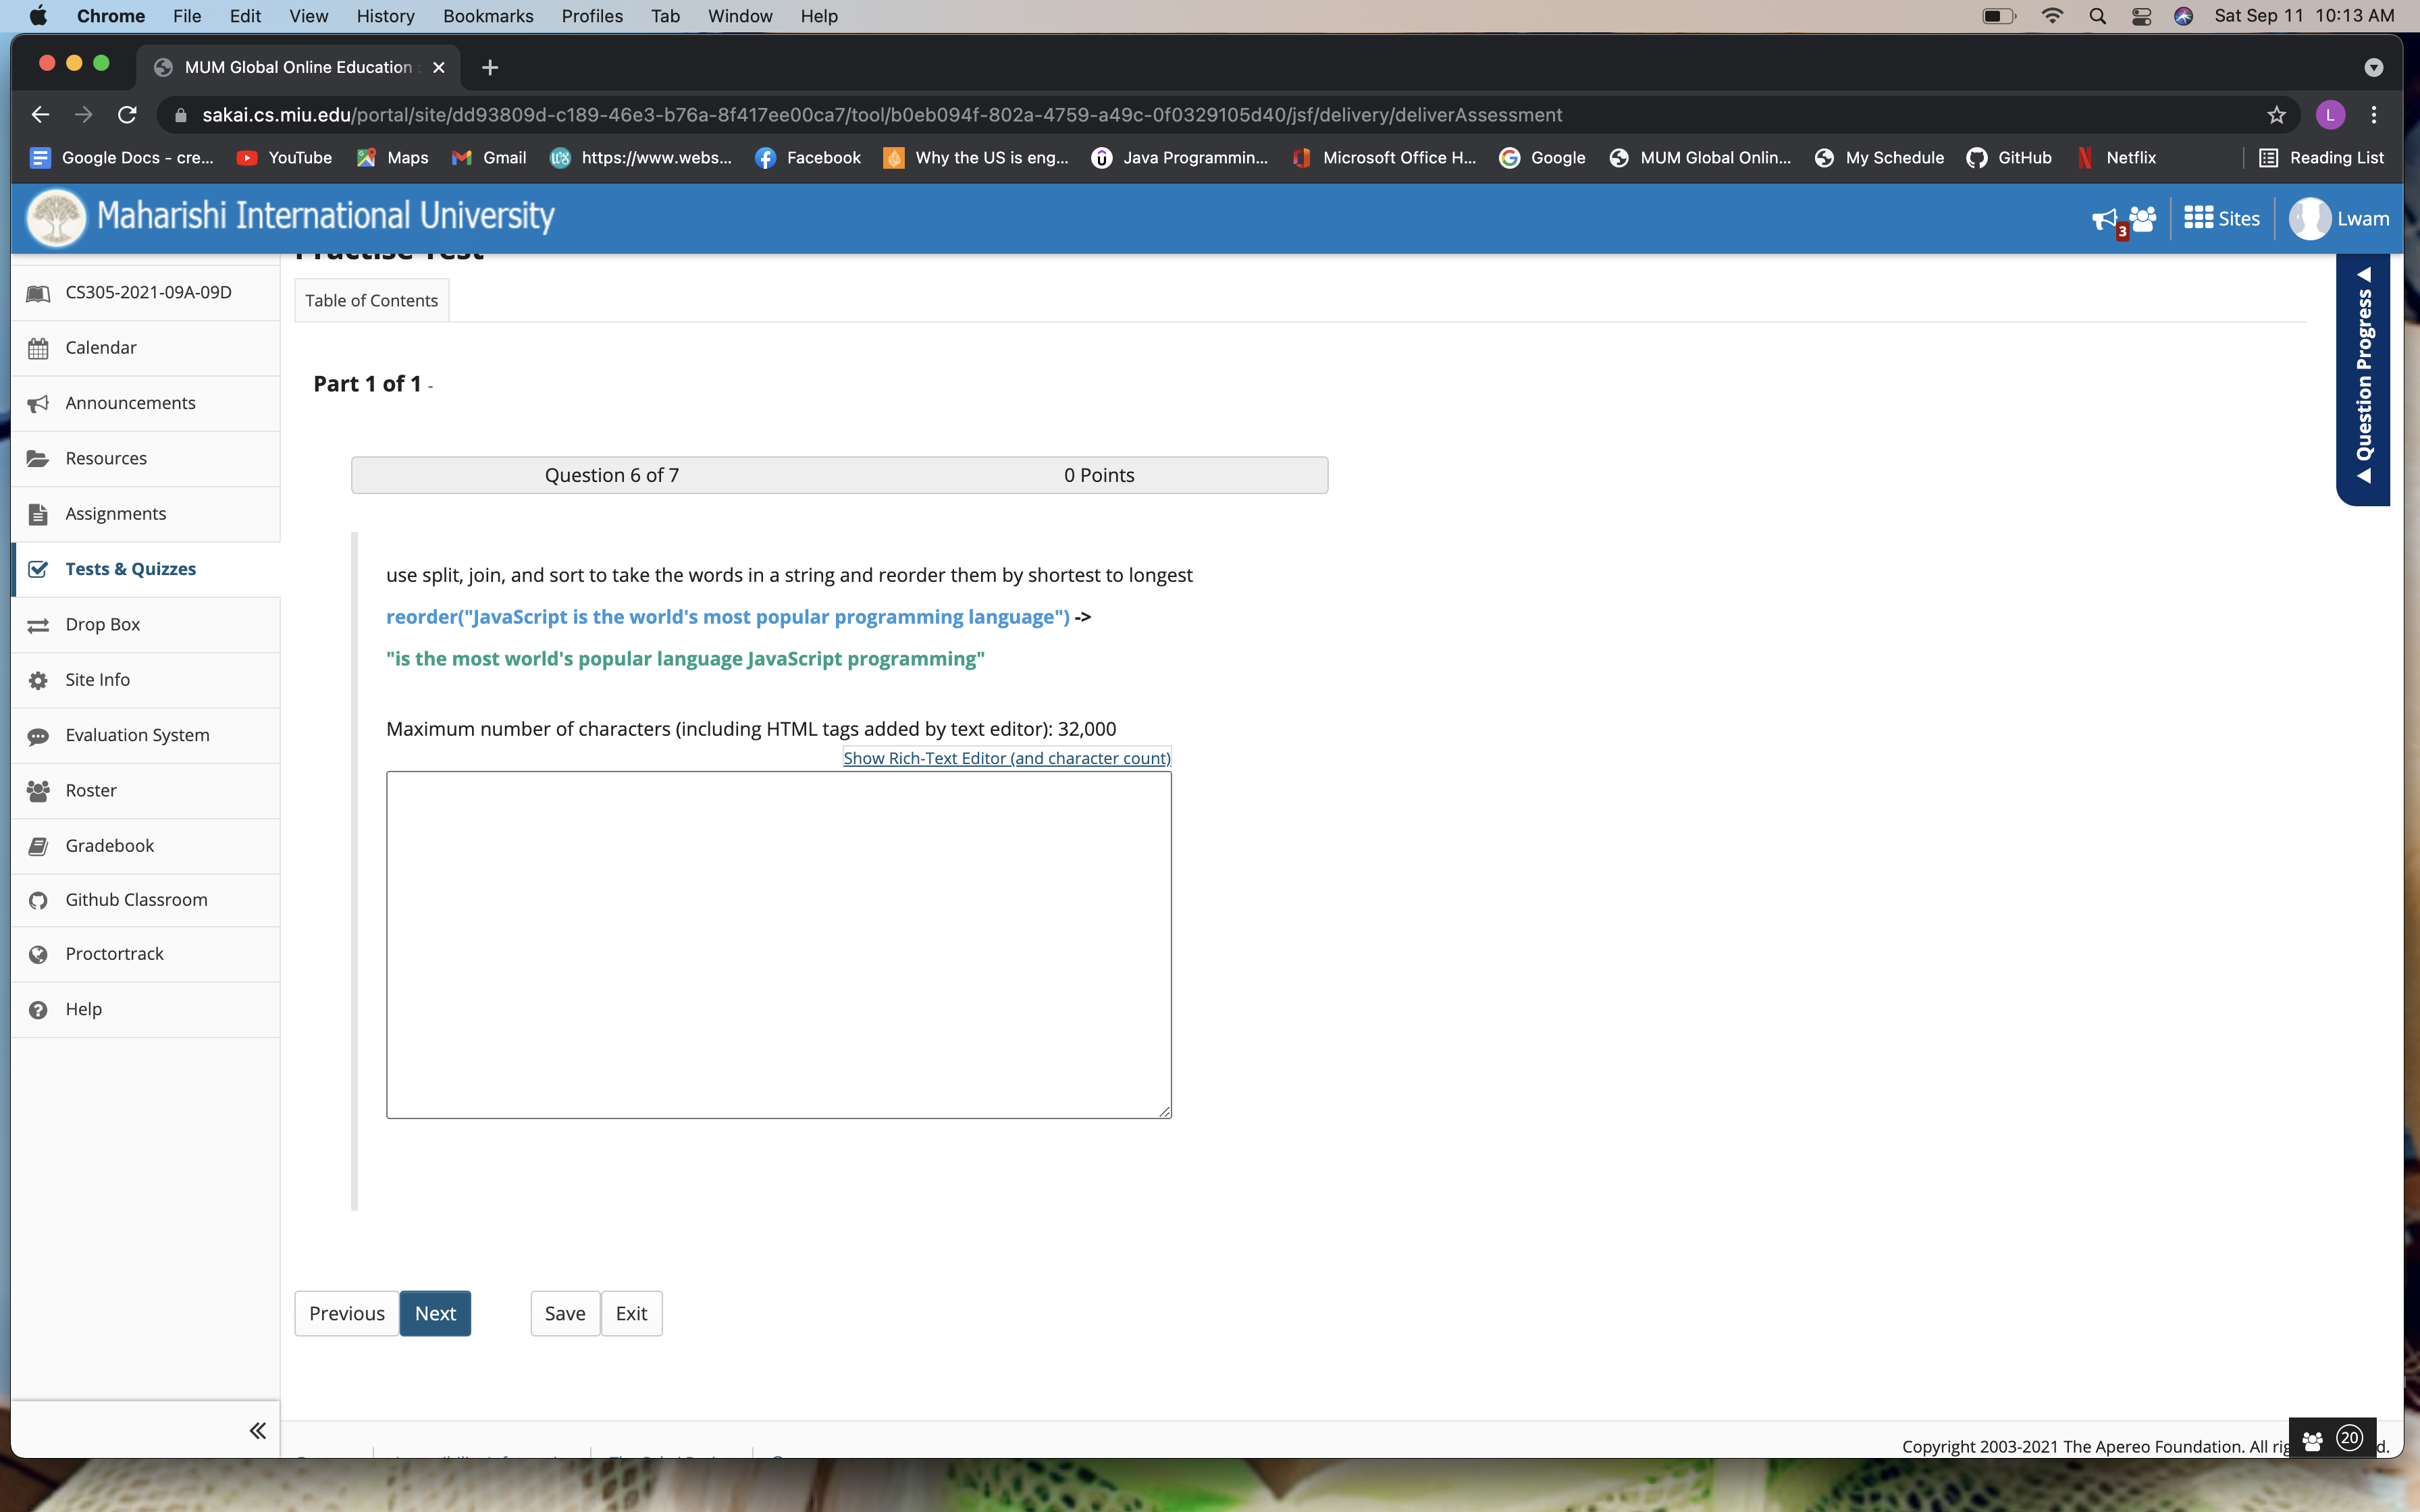 Chrome File Edit View History Bookmarks Profiles Tab Window Help Sat Sep 11 10:13 AM
MUM Global Online Education
sakai.cs.miu.edu/portal/site/dd93809d-c189-46e3-b76a-8f417ee00ca7/tool/b0eb094f-802a-4759-a49c-0f0329105d40/jsf/delivery/deliverAssessment L
Google Docs - cre... YouTube Maps Gmail https://www.webs... Facebook Why the US is eng... Java Programmin... Microsoft Office H... Google MUM Global Onlin... My Schedule GitHub Netflix Reading List
Maharishi International University 3 Sites Lwam
Practise Test
CS305-2021-09A-09D
Table of Contents
Calendar
Announcements
Resources
Assignments
Tests & Quizzes
Drop Box
Site Info
Evaluation System
Roster
Gradebook
Github Classroom
Proctortrack
Help
Question Progress
Part 1 of 1 -
Question 6 of 7 0 Points
use split, join, and sort to take the words in a string and reorder them by shortest to longest
reorder("JavaScript is the world's most popular programming language") ->
"is the most world's popular language JavaScript programming"
Maximum number of characters (including HTML tags added by text editor): 32,000
Show Rich-Text Editor (and character count)
Previous Next Save Exit
Copyright 2003-2021 The Apereo Foundation. All rig d.
20